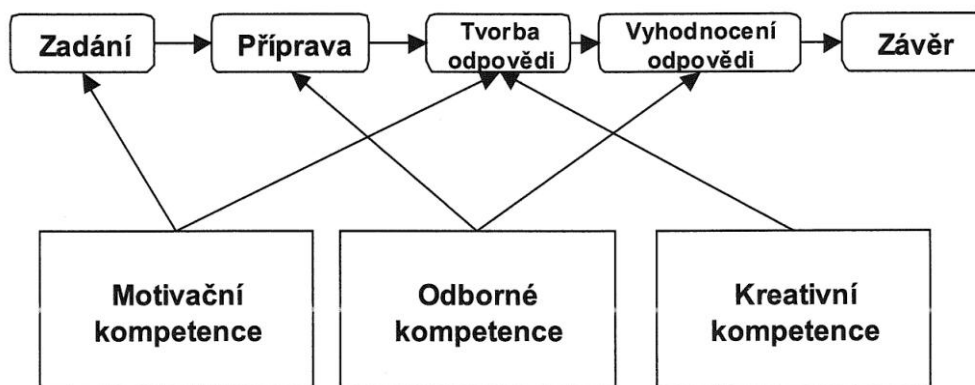 Zadání
Příprava
Tvorba
odpovědi
Vyhodnocení
odpovědi
Závěr
Motivační
kompetence
Odborné
kompetence
Kreativní
kompetence